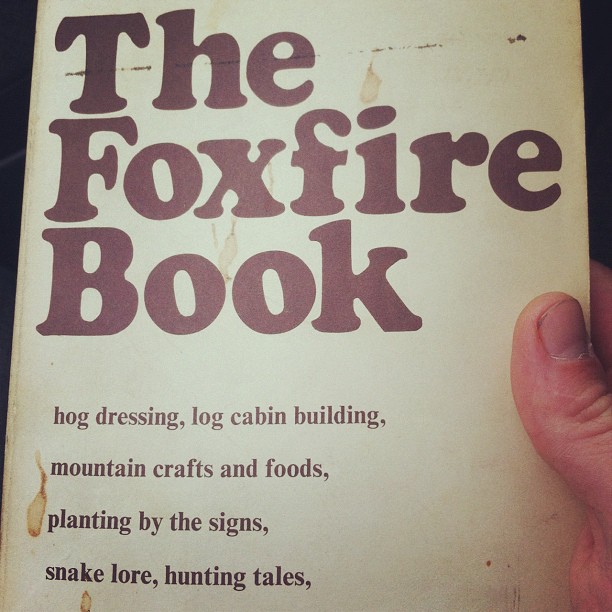 The
Foxfire
Book
hog dressing, log cabin building,
mountain crafts and foods,
planting by the signs,
snake lore, hunting tales,